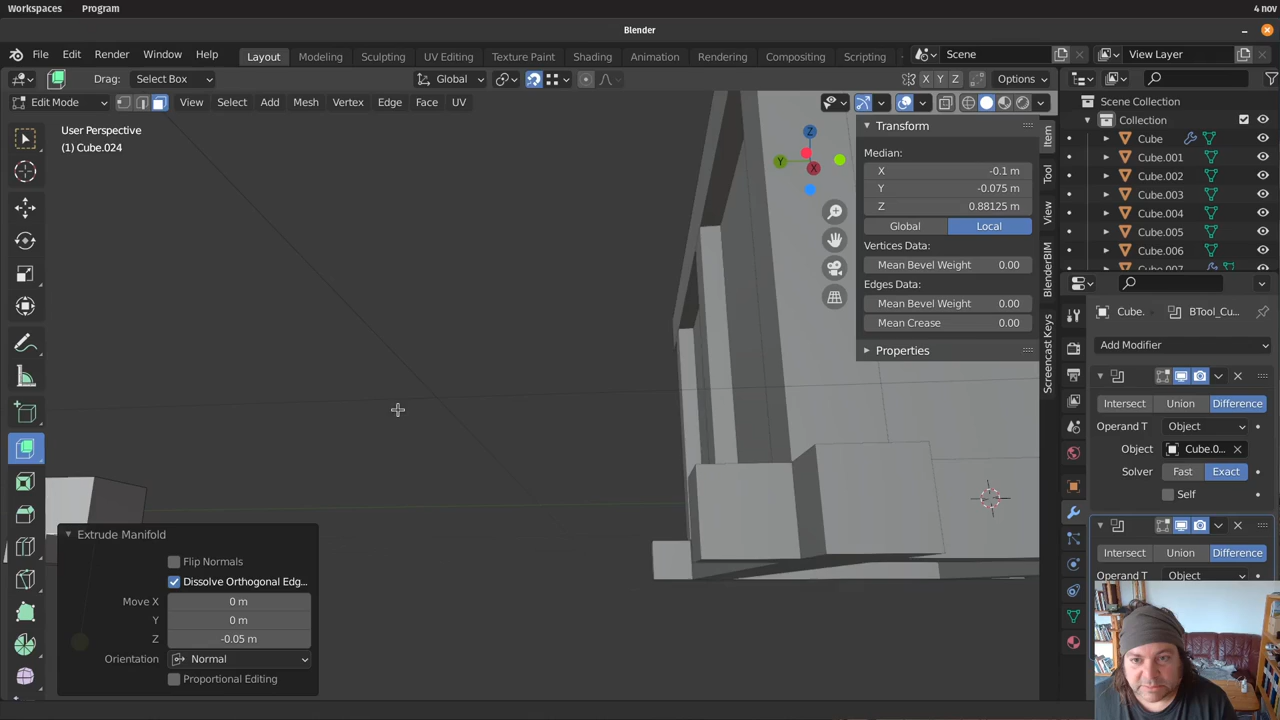 Workspaces Program 4 nov
Blender
File Edit Render Window Help Layout Modeling Sculpting UV Editing Texture Paint Shading Animation Rendering Compositing Scripting Scene View Layer
Drag: Select Box Global X Y Z Options
Edit Mode View Select Add Mesh Vertex Edge Face UV
User Perspective
(1) Cube.024
Z
Y
X
Transform
Median:
X -0.1 m
Y -0.075 m
Z 0.88125 m
Global Local
Vertices Data:
Mean Bevel Weight 0.00
Edges Data:
Mean Bevel Weight 0.00
Mean Crease 0.00
Properties
Item
Tool
View
BlenderBIM
Screencast Keys
Scene Collection
Collection
Cube
Cube.001
Cube.002
Cube.003
Cube.004
Cube.005
Cube.006
Cube.007
Cube. BTool_Cu...
Add Modifier
Intersect Union Difference
Operand T Object
Object Cube.0...
Solver Fast Exact
Self
Intersect Union Difference
Operand T Object
Extrude Manifold
Flip Normals
Dissolve Orthogonal Edg...
Move X 0 m
Y 0 m
Z -0.05 m
Orientation Normal
Proportional Editing